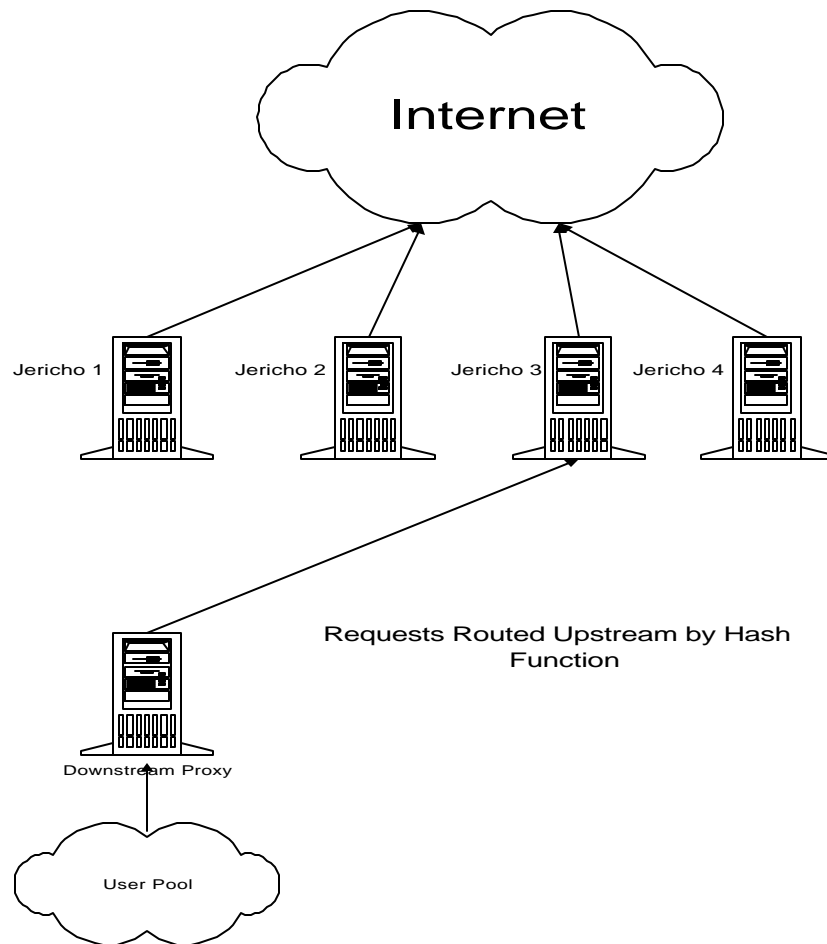 Internet
Jericho 1
Jericho 2
Jericho 3
Jericho 4
Requests Routed Upstream by Hash
Function
Downstream Proxy
User Pool